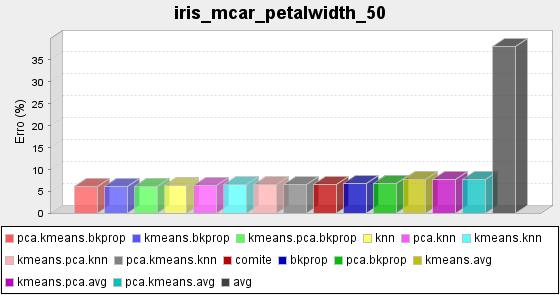 iris_mcar_petalwidth_50
35
30
25
20
15
10
5
0
Erro (%)
pca.kmeans.bkprop kmeans.bkprop kmeans.pca.bkprop knn pca.knn kmeans.knn
kmeans.pca.knn pca.kmeans.knn comite bkprop pca.bkprop kmeans.avg
kmeans.pca.avg pca.kmeans.avg avg